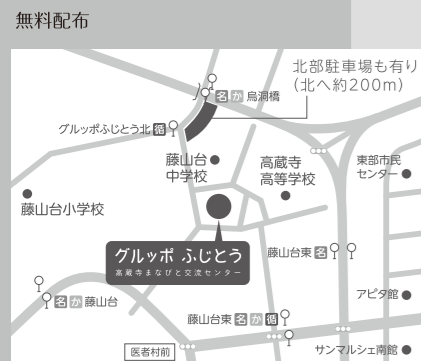 無料配布
北部駐車場も有り
(北へ約200m)
名 か 鳥洞橋
グルッポふじとう北 循
藤山台
中学校
高蔵寺
高等学校
東部市民
センター
藤山台小学校
グルッポ ふじとう
高蔵寺まなびと交流センター
藤山台東 名
名 か 藤山台
アピタ館
藤山台東 名 か 循
医者村前
サンマルシェ南館